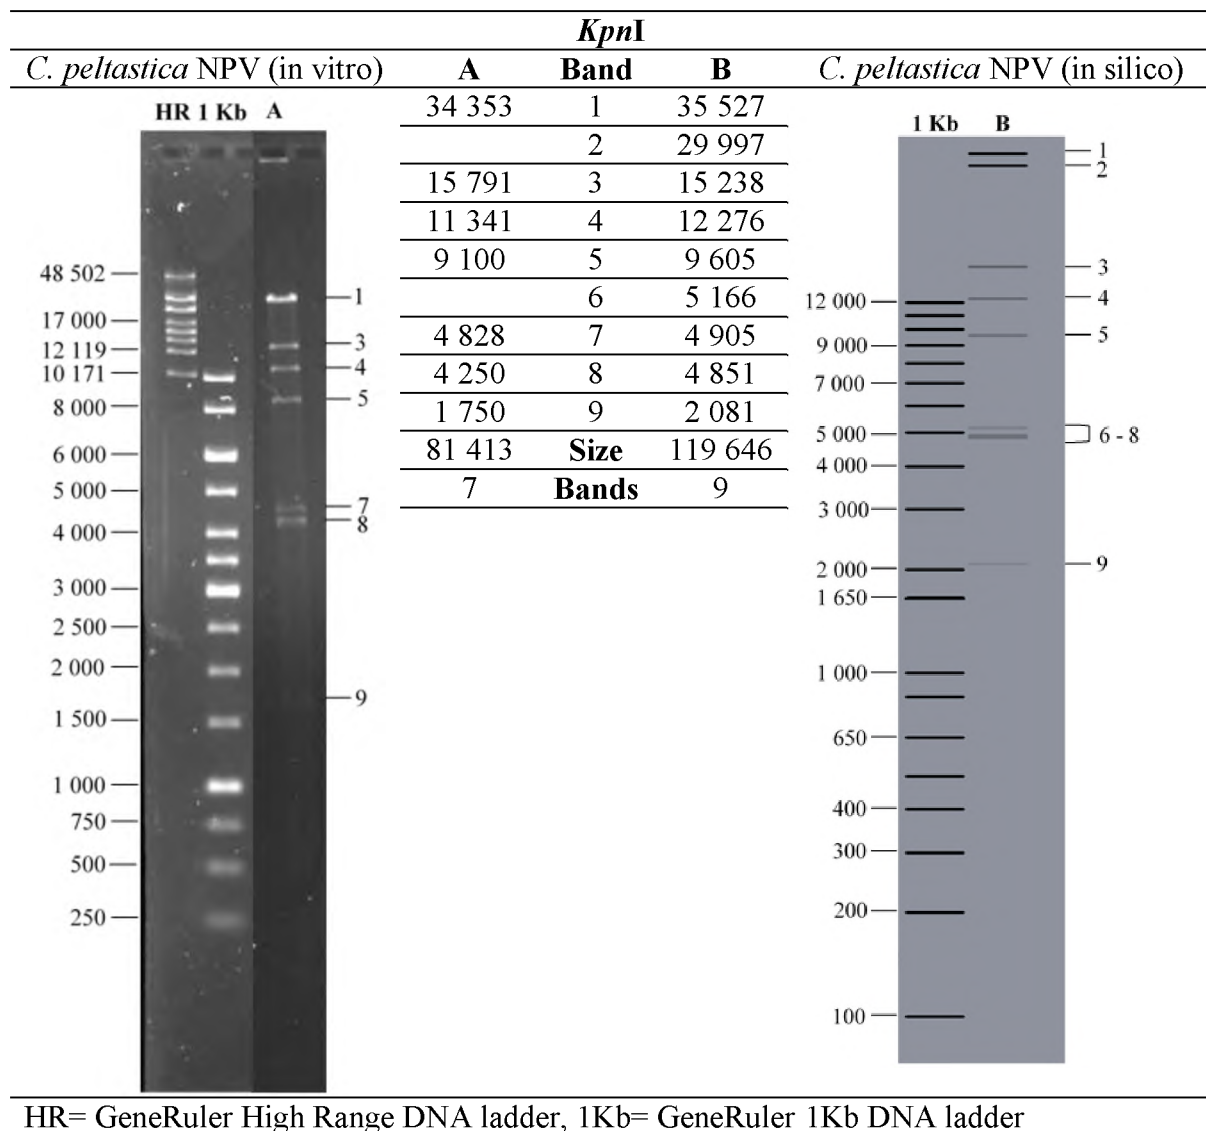 KpnI
C. peltastica NPV (in vitro) A Band B C. peltastica NPV (in silico)
HR 1 Kb A
48 502
17 000
12 119
10 171
8 000
6 000
5 000
4 000
3 000
2 500
2 000
1 500
1 000
750
500
250
1
3
4
5
7
8
9
34 353 1 35 527
2 29 997
15 791 3 15 238
11 341 4 12 276
9 100 5 9 605
6 5 166
4 828 7 4 905
4 250 8 4 851
1 750 9 2 081
81 413 Size 119 646
7 Bands 9
1 Kb B
12 000
9 000
7 000
5 000
4 000
3 000
2 000
1 650
1 000
650
400
300
200
100
1
2
3
4
5
6 - 8
9
HR= GeneRuler High Range DNA ladder, 1Kb= GeneRuler 1Kb DNA ladder